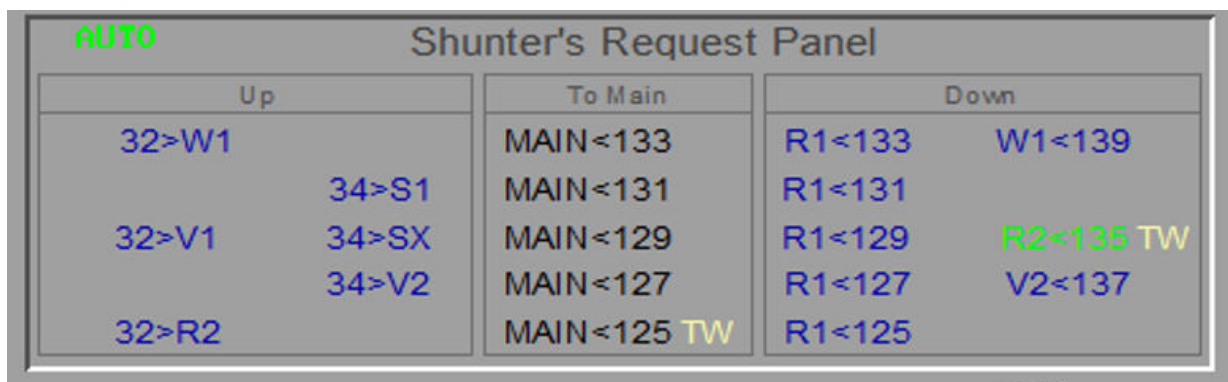 AUTO Shunter's Request Panel
Up To Main Down
32>W1 MAIN<133 R1<133 W1<139
34>S1 MAIN<131 R1<131
32>V1 34>SX MAIN<129 R1<129 R2<135 TW
34>V2 MAIN<127 R1<127 V2<137
32>R2 MAIN<125 TW R1<125